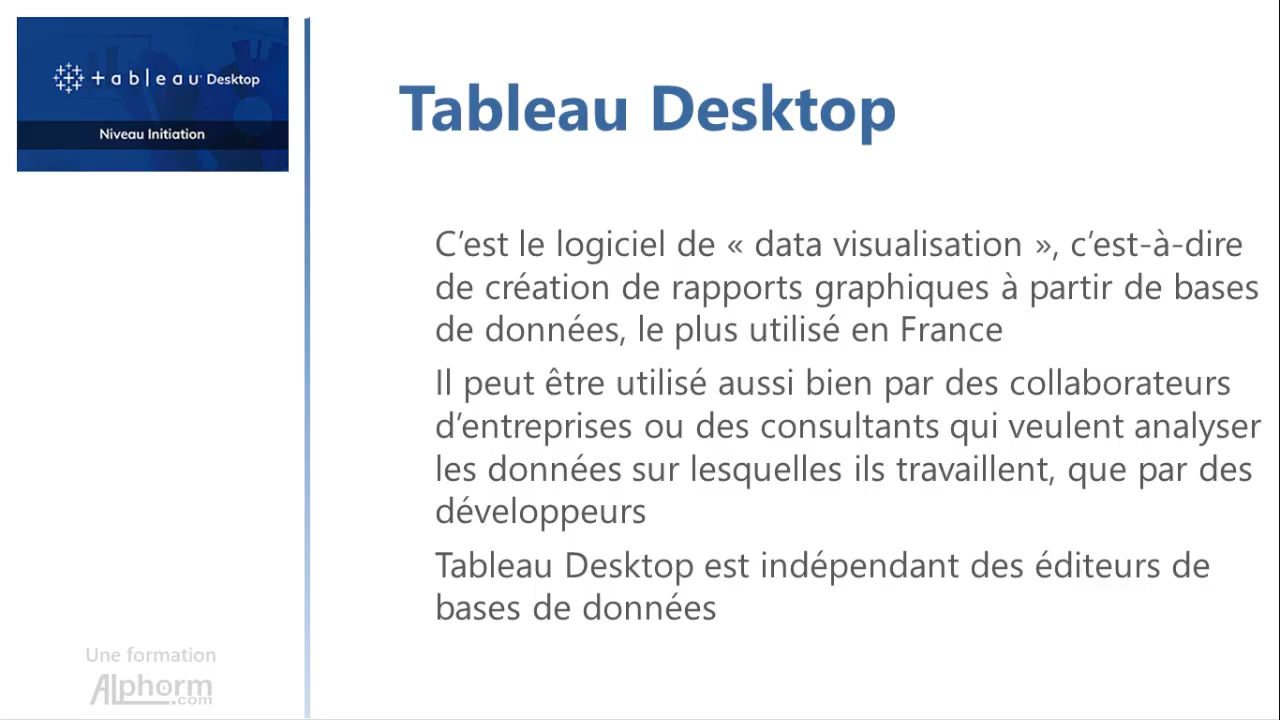 + a b l e a u Desktop
Niveau Initiation
Tableau Desktop
C’est le logiciel de « data visualisation », c’est-à-dire
de création de rapports graphiques à partir de bases
de données, le plus utilisé en France
Il peut être utilisé aussi bien par des collaborateurs
d’entreprises ou des consultants qui veulent analyser
les données sur lesquelles ils travaillent, que par des
développeurs
Tableau Desktop est indépendant des éditeurs de
bases de données
Une formation
Alphorm
.com